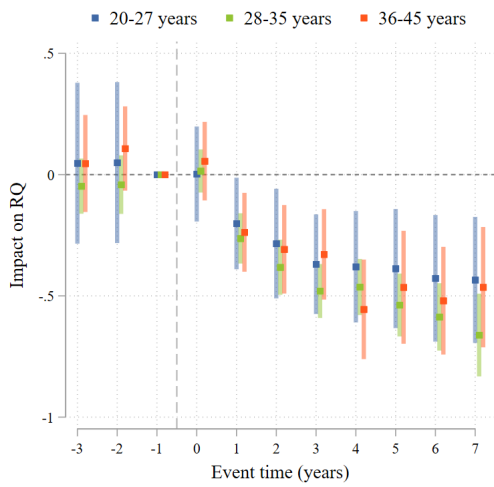 20-27 years 28-35 years 36-45 years
.5
0
-.5
-1
Impact on RQ
-3 -2 -1 0 1 2 3 4 5 6 7
Event time (years)